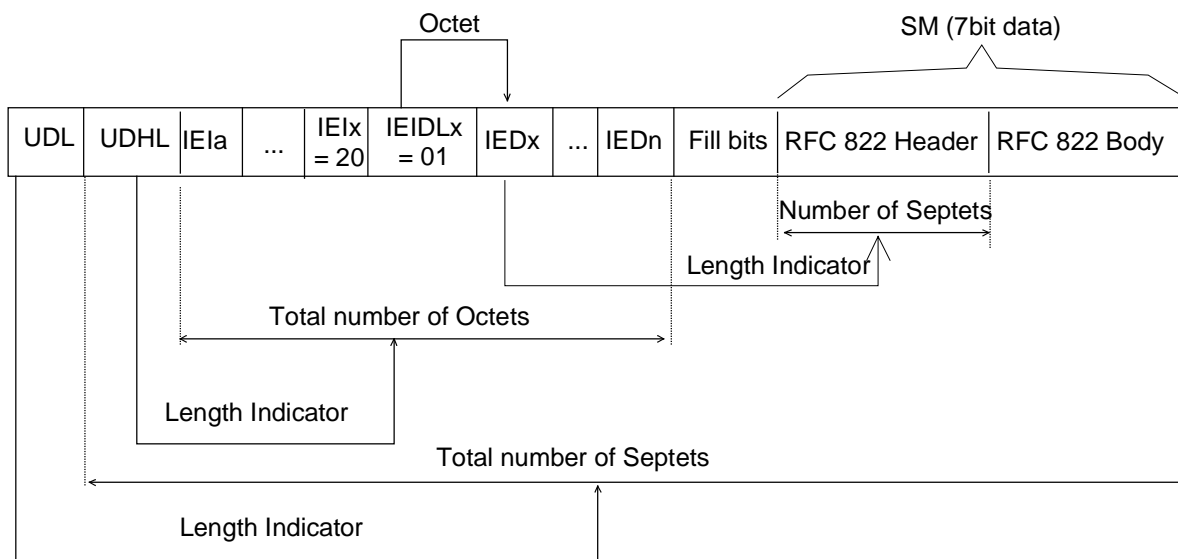 Octet
SM (7bit data)
UDL UDHL IEIa ... IEIx = 20 IEIDLx = 01 IEDx ... IEDn Fill bits RFC 822 Header RFC 822 Body
Number of Septets
Length Indicator
Total number of Octets
Length Indicator
Total number of Septets
Length Indicator